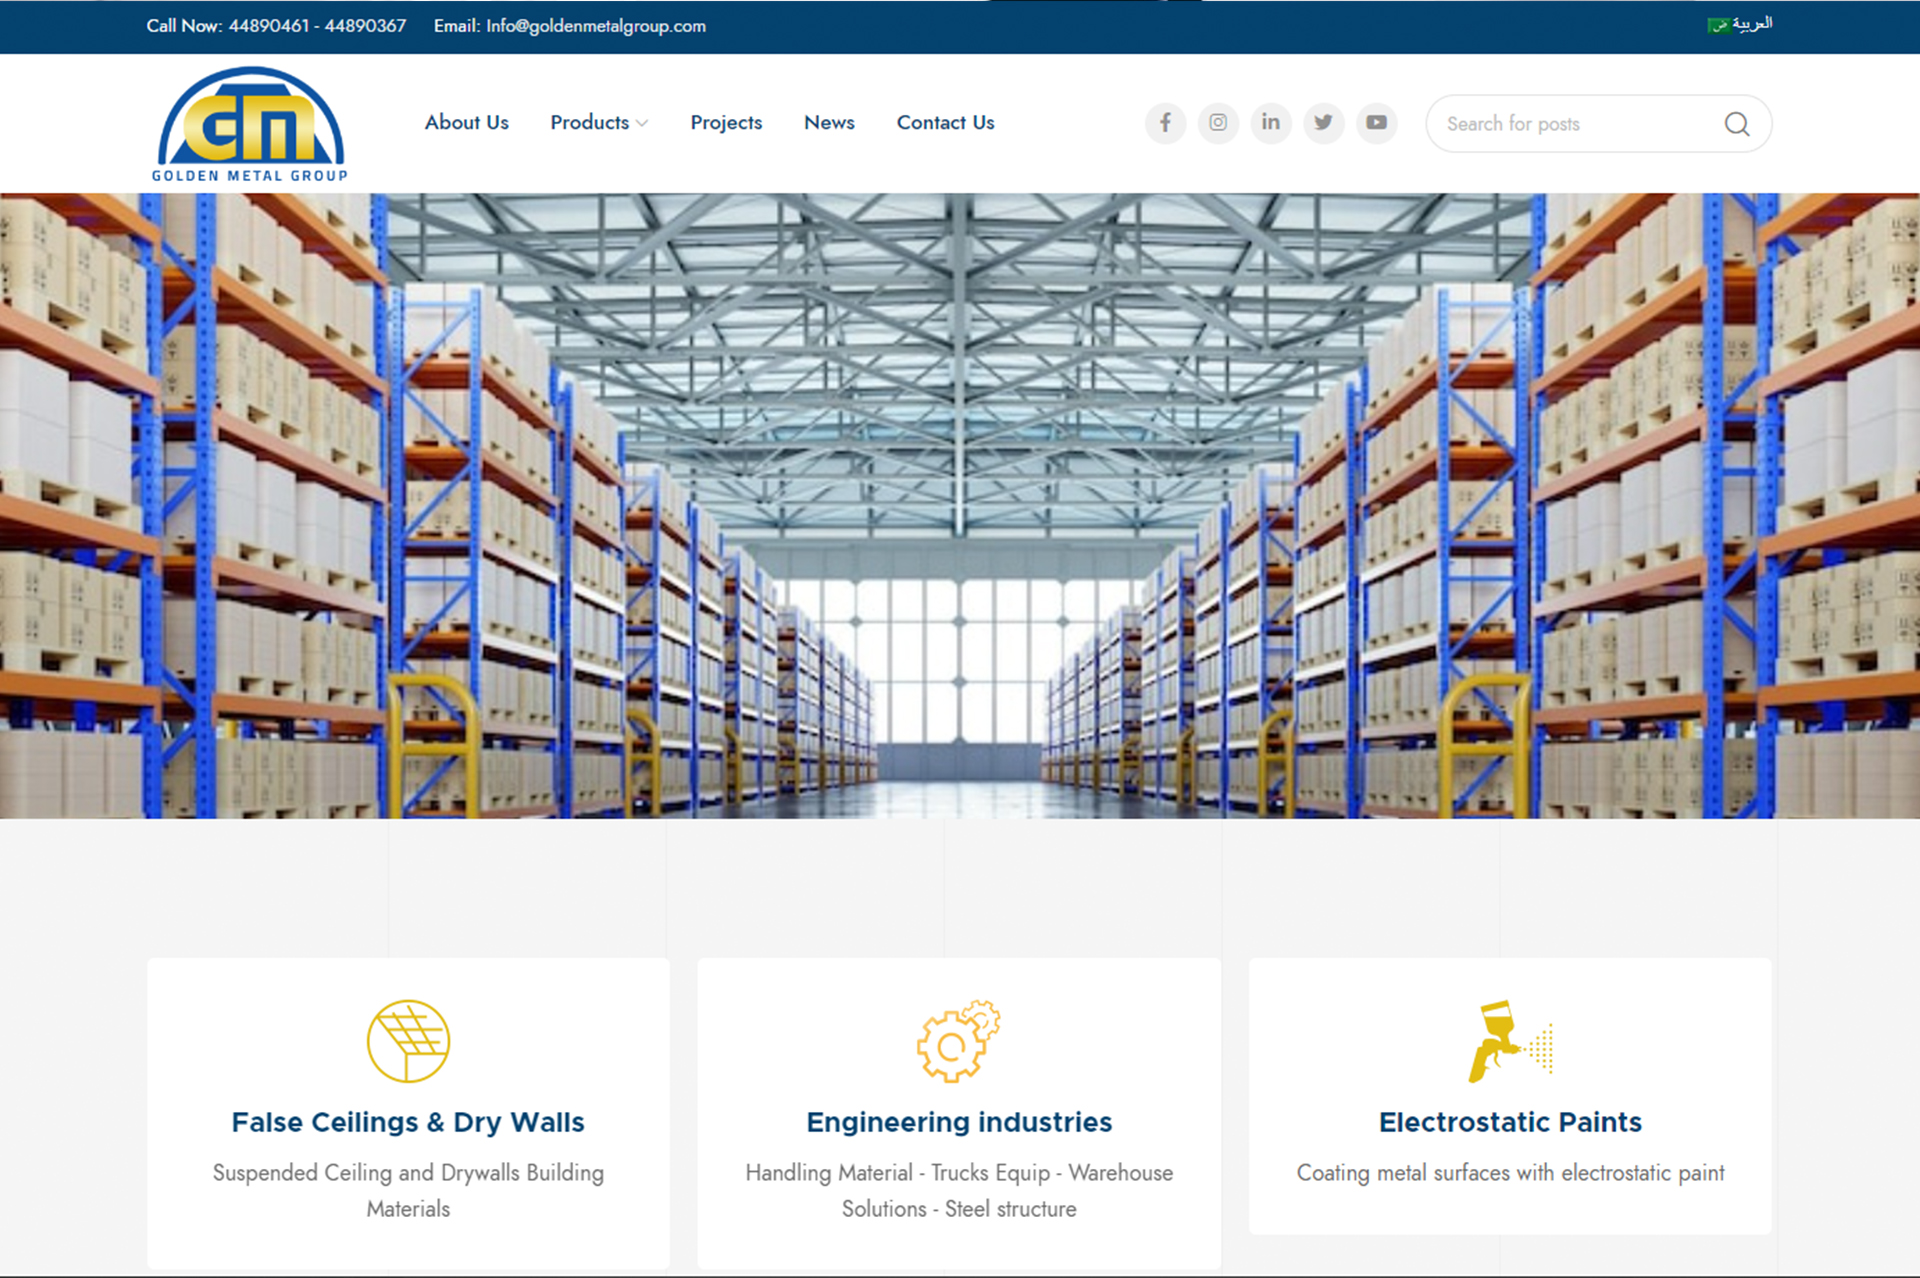 Call Now: 44890461 - 44890367 Email: Info@goldenmetalgroup.com
العربية
GM
GOLDEN METAL GROUP
About Us Products Projects News Contact Us
Search for posts
False Ceilings & Dry Walls
Suspended Ceiling and Drywalls Building
Materials
Engineering industries
Handling Material - Trucks Equip - Warehouse
Solutions - Steel structure
Electrostatic Paints
Coating metal surfaces with electrostatic paint